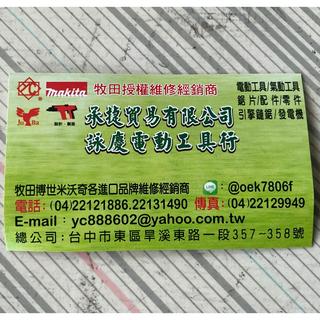 makita 牧田授權維修經銷商
電動工具/氣動工具
鋸片/配件/零件
引擎鏈鋸/發電機
承捷貿易有限公司
詠慶電動工具行
牧田博世米沃奇各進口品牌維修經銷商 LINE : @oek7806f
電話: (04)22121886.22131490 傳真: (04)22129949
E-mail : yc888602@yahoo.com.tw
總公司: 台中市東區旱溪東路一段357-358號